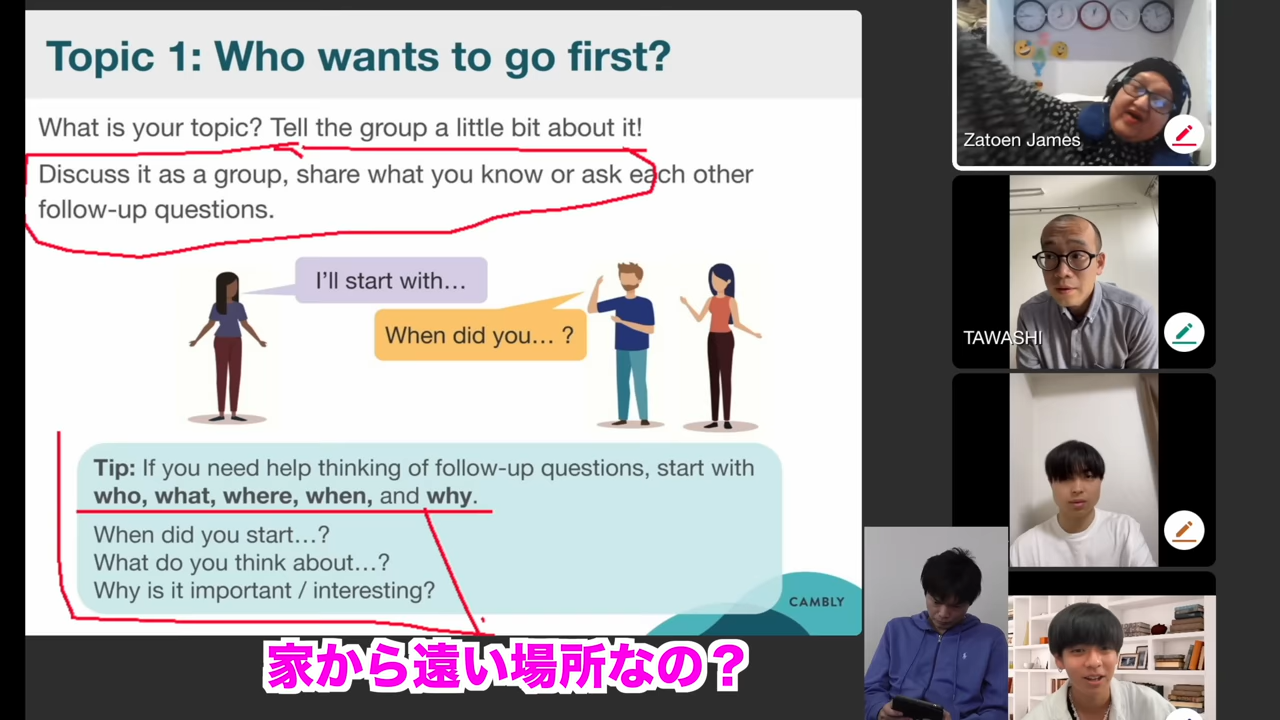 Topic 1: Who wants to go first?
What is your topic? Tell the group a little bit about it!
Discuss it as a group, share what you know or ask each other
follow-up questions.
I'll start with...
When did you... ?
Tip: If you need help thinking of follow-up questions, start with
who, what, where, when, and why.
When did you start...?
What do you think about...?
Why is it important / interesting?
CAMBLY
家から遠い場所なの？
Zatoen James
TAWASHI